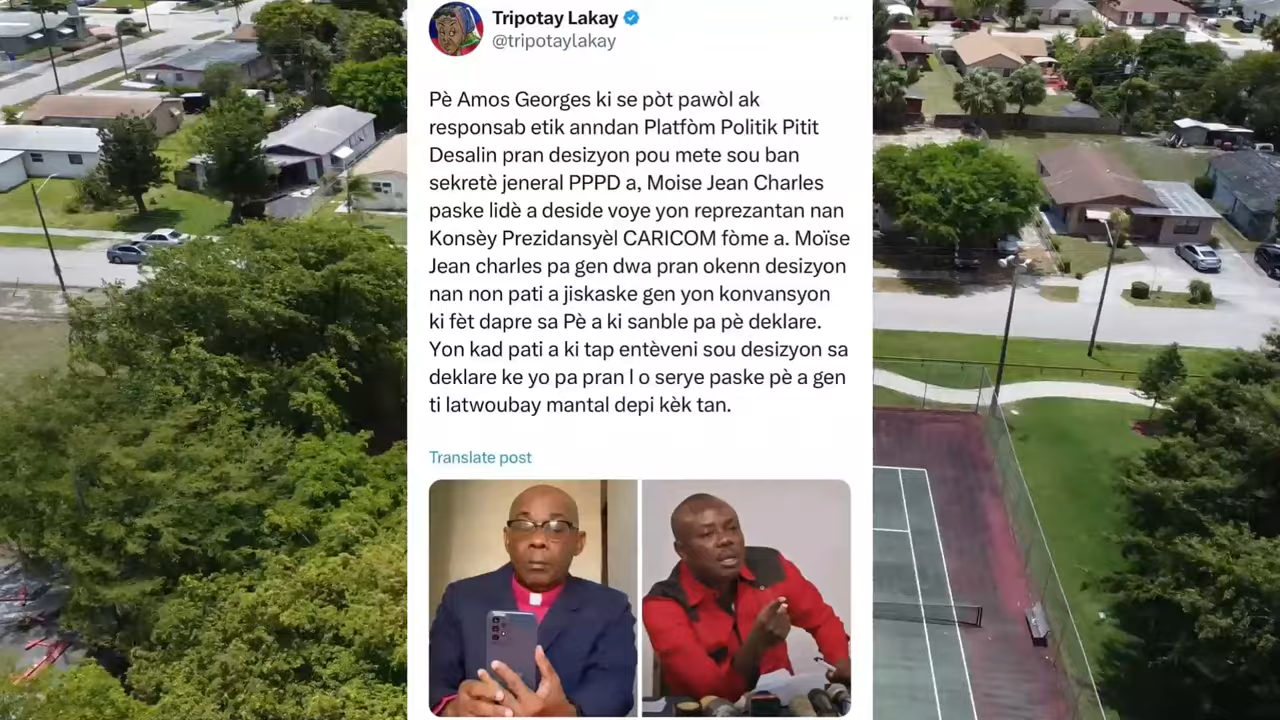 Tripotay Lakay
@tripotaylakay
Pè Amos Georges ki se pòt pawòl ak
responsab etik anndan Platfòm Politik Pitit
Desalin pran desizyon pou mete sou ban
sekretè jeneral PPPD a, Moise Jean Charles
paske lidè a deside voye yon reprezantan nan
Konsèy Prezidansyèl CARICOM fòme a. Moïse
Jean charles pa gen dwa pran okenn desizyon
nan non pati a jiskaske gen yon konvansyon
ki fèt dapre sa Pè a ki sanble pa pè deklare.
Yon kad pati a ki tap entèveni sou desizyon sa
deklare ke yo pa pran l o serye paske pè a gen
ti latwoubay mantal depi kèk tan.
Translate post